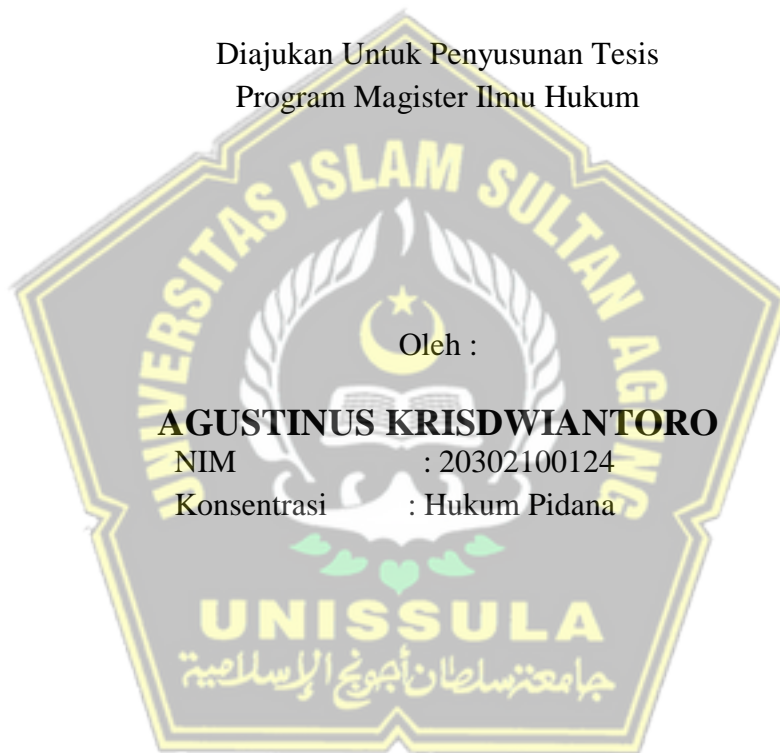 Diajukan Untuk Penyusunan Tesis
Program Magister Ilmu Hukum
UNIVERSITAS ISLAM SULTAN AGUNG
Oleh :
AGUSTINUS KRISDWIANTORO
NIM : 20302100124
Konsentrasi : Hukum Pidana
UNISSULA
جامعة سلطان أجونج الإسلامية